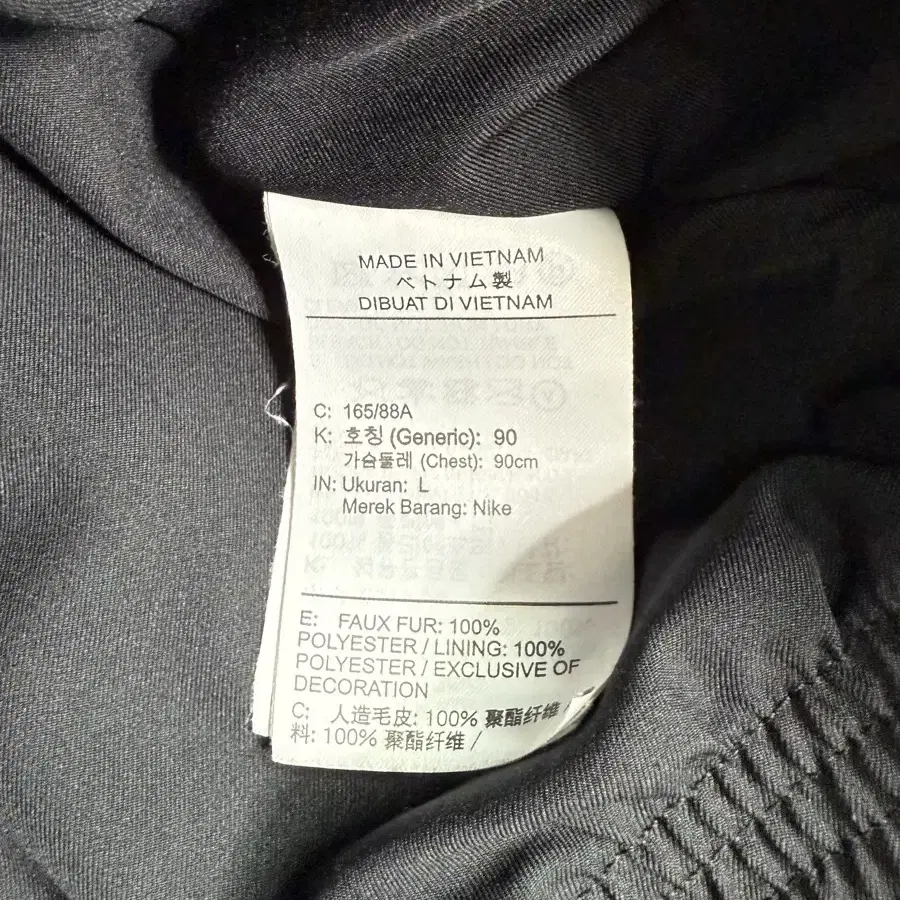 MADE IN VIETNAM
ベトナム製
DIBUAT DI VIETNAM
C: 165/88A
K: 호칭 (Generic): 90
가슴둘레 (Chest): 90cm
IN: Ukuran: L
Merek Barang: Nike
E: FAUX FUR: 100%
POLYESTER / LINING: 100%
POLYESTER / EXCLUSIVE OF
DECORATION
C: 人造毛皮: 100% 聚酯纤维 /
料: 100% 聚酯纤维 /